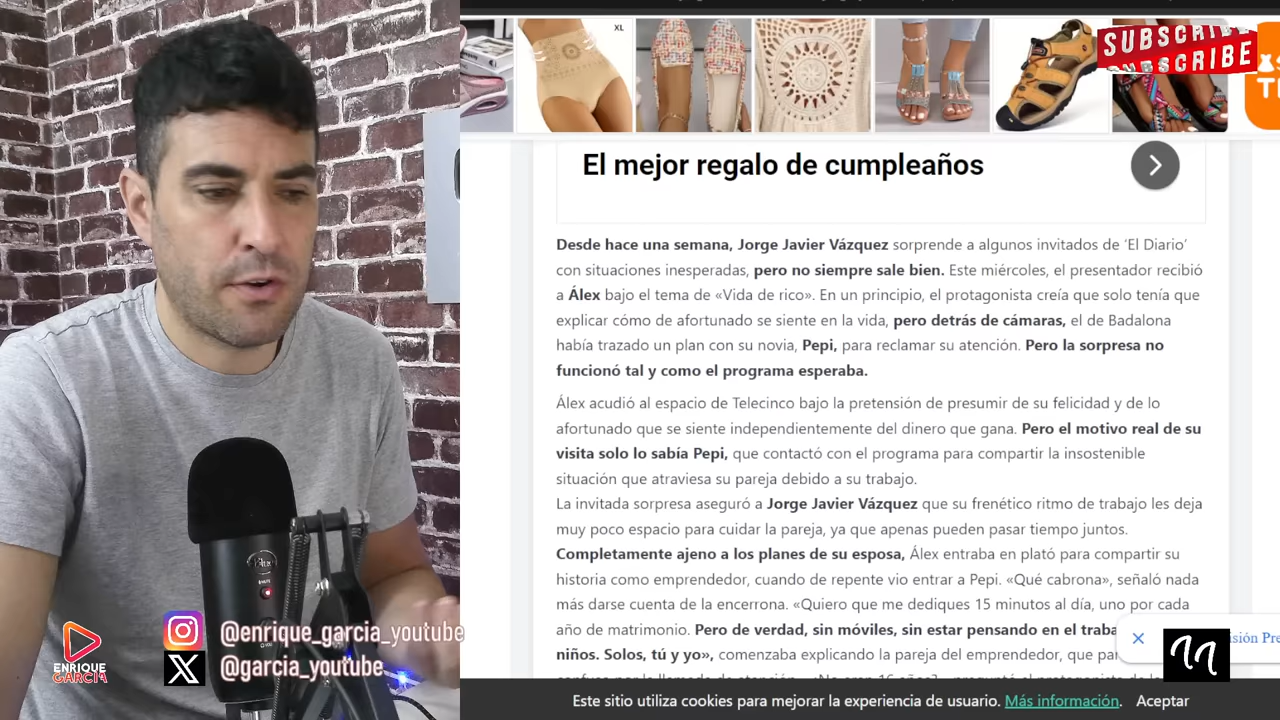 XL
SUBSCRIBE
SUBSCRIBE
El mejor regalo de cumpleaños
Desde hace una semana, Jorge Javier Vázquez sorprende a algunos invitados de ‘El Diario’
con situaciones inesperadas, pero no siempre sale bien. Este miércoles, el presentador recibió
a Álex bajo el tema de «Vida de rico». En un principio, el protagonista creía que solo tenía que
explicar cómo de afortunado se siente en la vida, pero detrás de cámaras, el de Badalona
había trazado un plan con su novia, Pepi, para reclamar su atención. Pero la sorpresa no
funcionó tal y como el programa esperaba.
Álex acudió al espacio de Telecinco bajo la pretensión de presumir de su felicidad y de lo
afortunado que se siente independientemente del dinero que gana. Pero el motivo real de su
visita solo lo sabía Pepi, que contactó con el programa para compartir la insostenible
situación que atraviesa su pareja debido a su trabajo.
La invitada sorpresa aseguró a Jorge Javier Vázquez que su frenético ritmo de trabajo les deja
muy poco espacio para cuidar la pareja, ya que apenas pueden pasar tiempo juntos.
Completamente ajeno a los planes de su esposa, Álex entraba en plató para compartir su
historia como emprendedor, cuando de repente vio entrar a Pepi. «Qué cabrona», señaló nada
más darse cuenta de la encerrona. «Quiero que me dediques 15 minutos al día, uno por cada
año de matrimonio. Pero de verdad, sin móviles, sin estar pensando en el traba
niños. Solos, tú y yo», comenzaba explicando la pareja del emprendedor, que
Este sitio utiliza cookies para mejorar la experiencia de usuario. Más información. Aceptar
blue
@enrique_garcia_youtube
@garcia_youtube
ENRIQUE
GARCIA